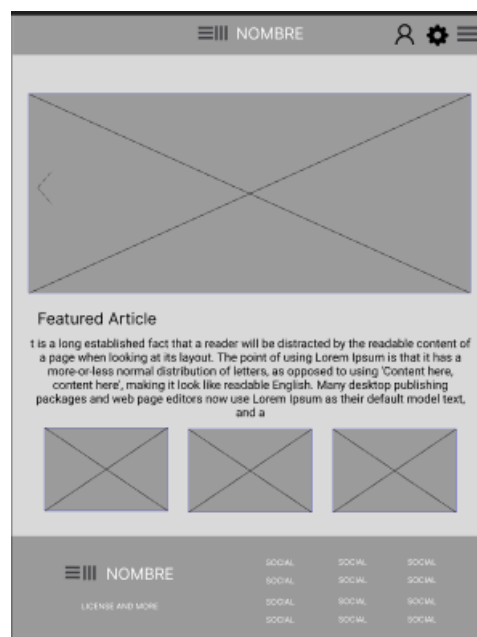 NOMBRE
Featured Article
t is a long established fact that a reader will be distracted by the readable content of
a page when looking at its layout. The point of using Lorem Ipsum is that it has a
more-or-less normal distribution of letters, as opposed to using 'Content here,
content here', making it look like readable English. Many desktop publishing
packages and web page editors now use Lorem Ipsum as their default model text,
and a
NOMBRE
LICENSE AND MORE
SOCIAL SOCIAL SOCIAL
SOCIAL SOCIAL SOCIAL
SOCIAL SOCIAL SOCIAL
SOCIAL SOCIAL SOCIAL